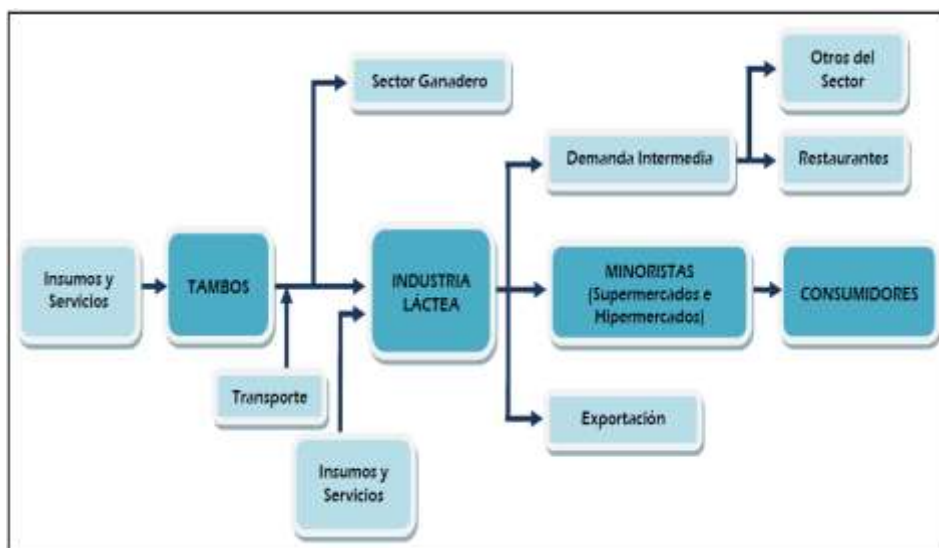 Otros del
Sector
Sector Ganadero
Demanda Intermedia
Restaurantes
Insumos y
Servicios
TAMBOS
INDUSTRIA
LÁCTEA
MINORISTAS
(Supermercados e
Hipermercados)
CONSUMIDORES
Transporte
Exportación
Insumos y
Servicios